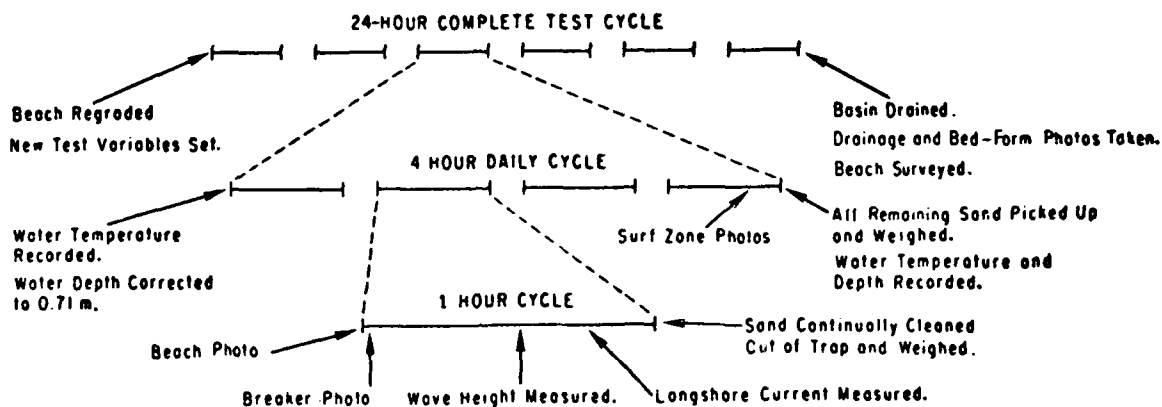 24-HOUR COMPLETE TEST CYCLE
Beach Regraded
New Test Variables Set.
Basin Drained.
Drainage and Bed-Form Photos Taken.
Beach Surveyed.
4 HOUR DAILY CYCLE
Water Temperature
Recorded.
Water Depth Corrected
to 0.71 m.
Surf Zone Photos
All Remaining Sand Picked Up
and Weighed.
Water Temperature and
Depth Recorded.
1 HOUR CYCLE
Beach Photo
Sand Continually Cleaned
Cut of Trap and Weighed.
Breaker Photo
Wave Height Measured.
Longshore Current Measured.